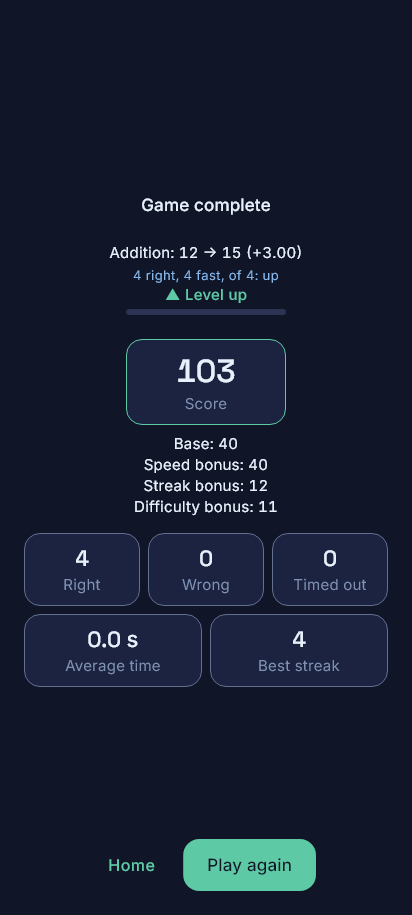 Game complete
Addition: 12 → 15 (+3.00)
4 right, 4 fast, of 4: up
▲ Level up
103
Score
Base: 40
Speed bonus: 40
Streak bonus: 12
Difficulty bonus: 11
4
Right
0
Wrong
0
Timed out
0.0 s
Average time
4
Best streak
Home
Play again